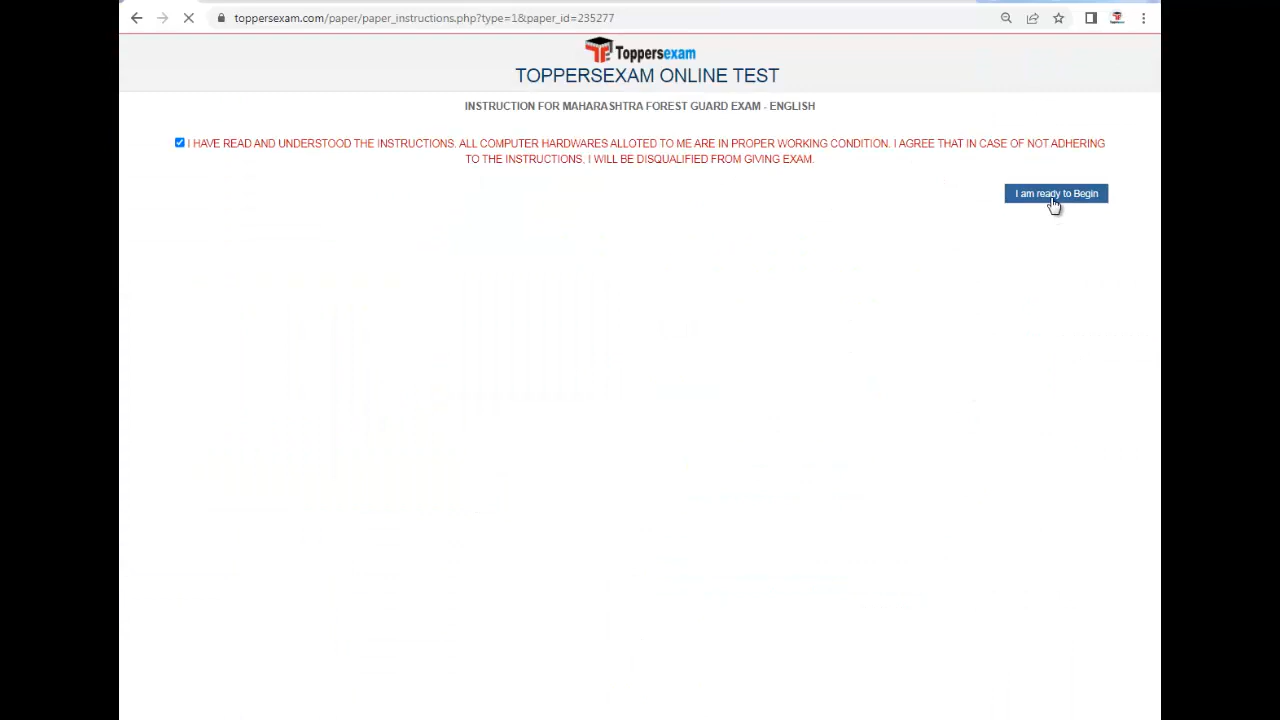 toppersexam.com/paper/paper_instructions.php?type=1&paper_id=235277
Toppersexam
TOPPERSEXAM ONLINE TEST
INSTRUCTION FOR MAHARASHTRA FOREST GUARD EXAM - ENGLISH
I HAVE READ AND UNDERSTOOD THE INSTRUCTIONS. ALL COMPUTER HARDWARES ALLOTED TO ME ARE IN PROPER WORKING CONDITION. I AGREE THAT IN CASE OF NOT ADHERING
TO THE INSTRUCTIONS, I WILL BE DISQUALIFIED FROM GIVING EXAM.
I am ready to Begin